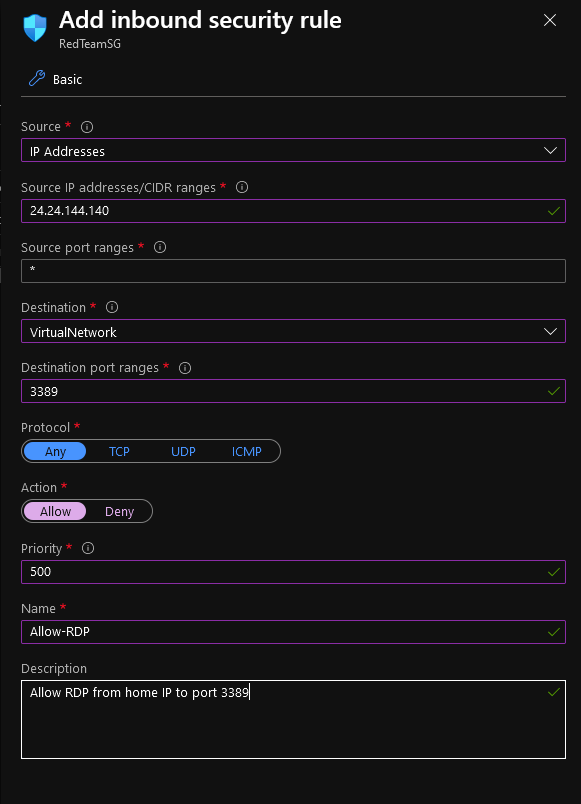 Add inbound security rule
RedTeamSG
Basic
Source *
IP Addresses
Source IP addresses/CIDR ranges *
24.24.144.140
Source port ranges *
*
Destination *
VirtualNetwork
Destination port ranges *
3389
Protocol *
Any TCP UDP ICMP
Action *
Allow Deny
Priority *
500
Name *
Allow-RDP
Description
Allow RDP from home IP to port 3389